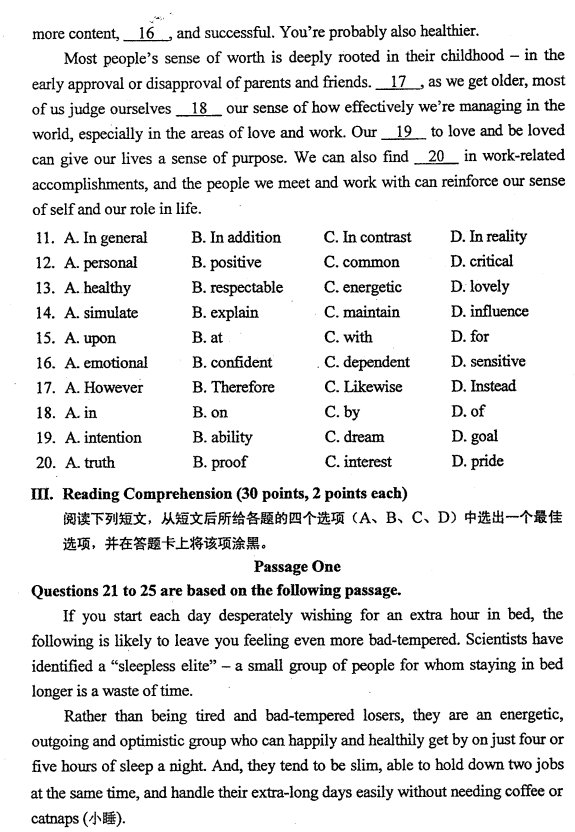 more content, 16 , and successful. You're probably also healthier.
Most people's sense of worth is deeply rooted in their childhood – in the
early approval or disapproval of parents and friends. 17 , as we get older, most
of us judge ourselves 18 our sense of how effectively we're managing in the
world, especially in the areas of love and work. Our 19 to love and be loved
can give our lives a sense of purpose. We can also find 20 in work-related
accomplishments, and the people we meet and work with can reinforce our sense
of self and our role in life.
11. A. In general B. In addition C. In contrast D. In reality
12. A. personal B. positive C. common D. critical
13. A. healthy B. respectable C. energetic D. lovely
14. A. simulate B. explain C. maintain D. influence
15. A. upon B. at C. with D. for
16. A. emotional B. confident C. dependent D. sensitive
17. A. However B. Therefore C. Likewise D. Instead
18. A. in B. on C. by D. of
19. A. intention B. ability C. dream D. goal
20. A. truth B. proof C. interest D. pride
III. Reading Comprehension (30 points, 2 points each)
阅读下列短文，从短文后所给各题的四个选项（A、B、C、D）中选出一个最佳
选项，并在答题卡上将该项涂黑。
Passage One
Questions 21 to 25 are based on the following passage.
If you start each day desperately wishing for an extra hour in bed, the
following is likely to leave you feeling even more bad-tempered. Scientists have
identified a "sleepless elite" – a small group of people for whom staying in bed
longer is a waste of time.
Rather than being tired and bad-tempered losers, they are an energetic,
outgoing and optimistic group who can happily and healthily get by on just four or
five hours of sleep a night. And, they tend to be slim, able to hold down two jobs
at the same time, and handle their extra-long days easily without needing coffee or
catnaps (小睡).